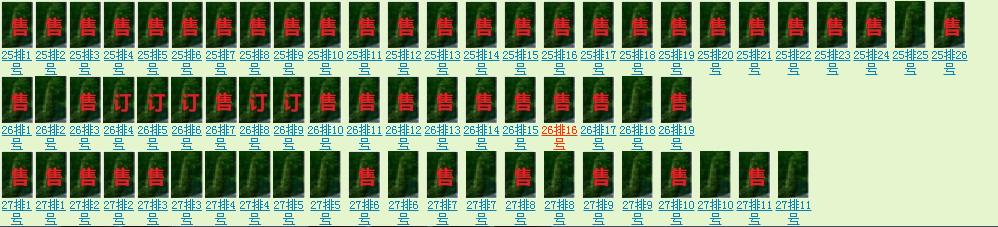 售 售 售 售 售 售 售 售 售 售 售 售 售 售 售 售 售 售 售 售 售 售 售 售 售
25排1 25排2 25排3 25排4 25排5 25排6 25排7 25排8 25排9 25排10 25排11 25排12 25排13 25排14 25排15 25排16 25排17 25排18 25排19 25排20 25排21 25排22 25排23 25排24 25排25 25排26
号 号 号 号 号 号 号 号 号 号 号 号 号 号 号 号 号 号 号 号 号 号 号 号 号 号
售 售 订 订 订 售 订 订 售 售 售 售 售 售 售 售 售
26排1 26排2 26排3 26排4 26排5 26排6 26排7 26排8 26排9 26排10 26排11 26排12 26排13 26排14 26排15 26排16 26排17 26排18 26排19
号 号 号 号 号 号 号 号 号 号 号 号 号 号 号 号 号 号 号
售 售 售 售 售 售 售 售 售 售 售
27排1 27排1 27排2 27排2 27排3 27排3 27排4 27排4 27排5 27排5 27排6 27排6 27排7 27排7 27排8 27排8 27排9 27排9 27排10 27排10 27排11 27排11
号 号 号 号 号 号 号 号 号 号 号 号 号 号 号 号 号 号 号 号 号 号